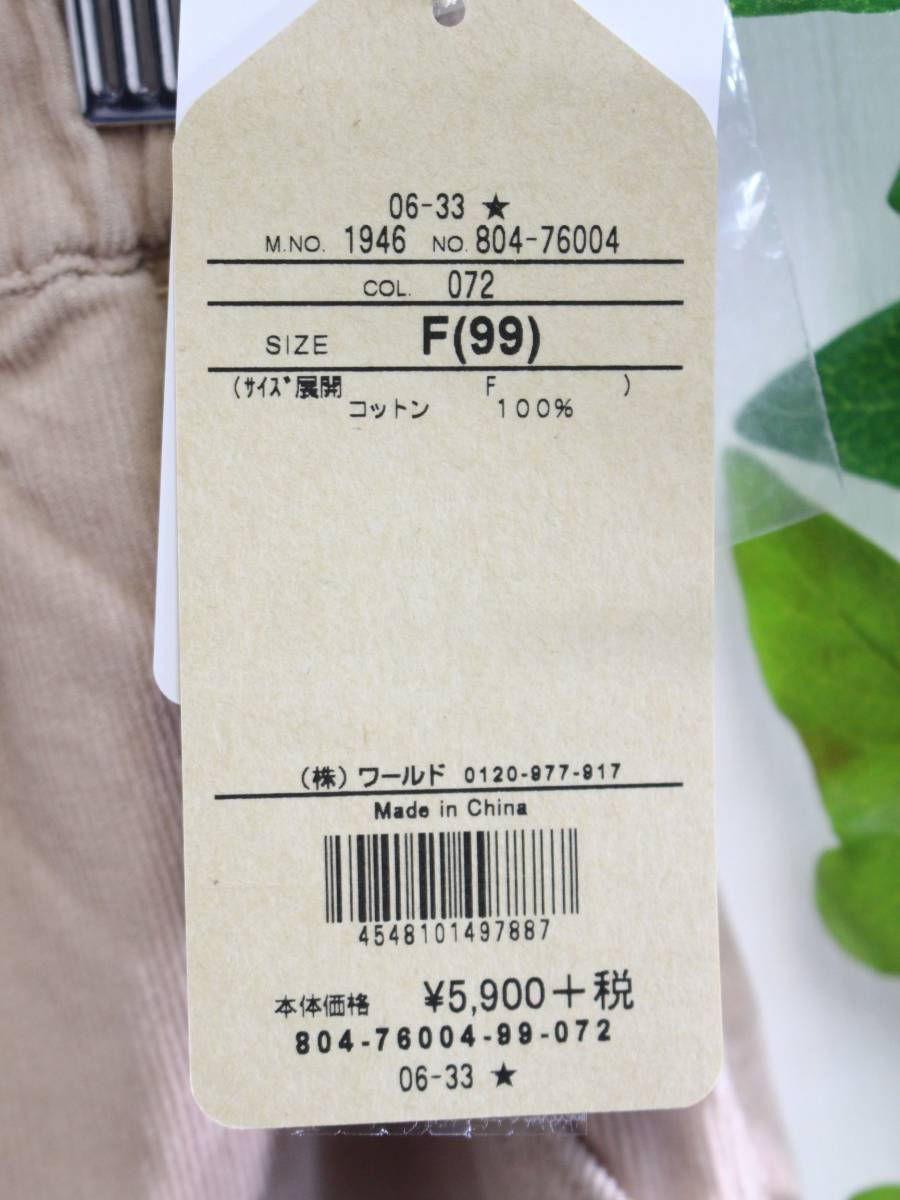 06-33 ★
M.NO. 1946 NO. 804-76004
COL. 072
SIZE F(99)
(ｻｲｽﾞ展開 F )
コットン 100%
(株)ワールド 0120-977-917
Made in China
4548101497887
本体価格 ¥5,900+税
804-76004-99-072
06-33 ★